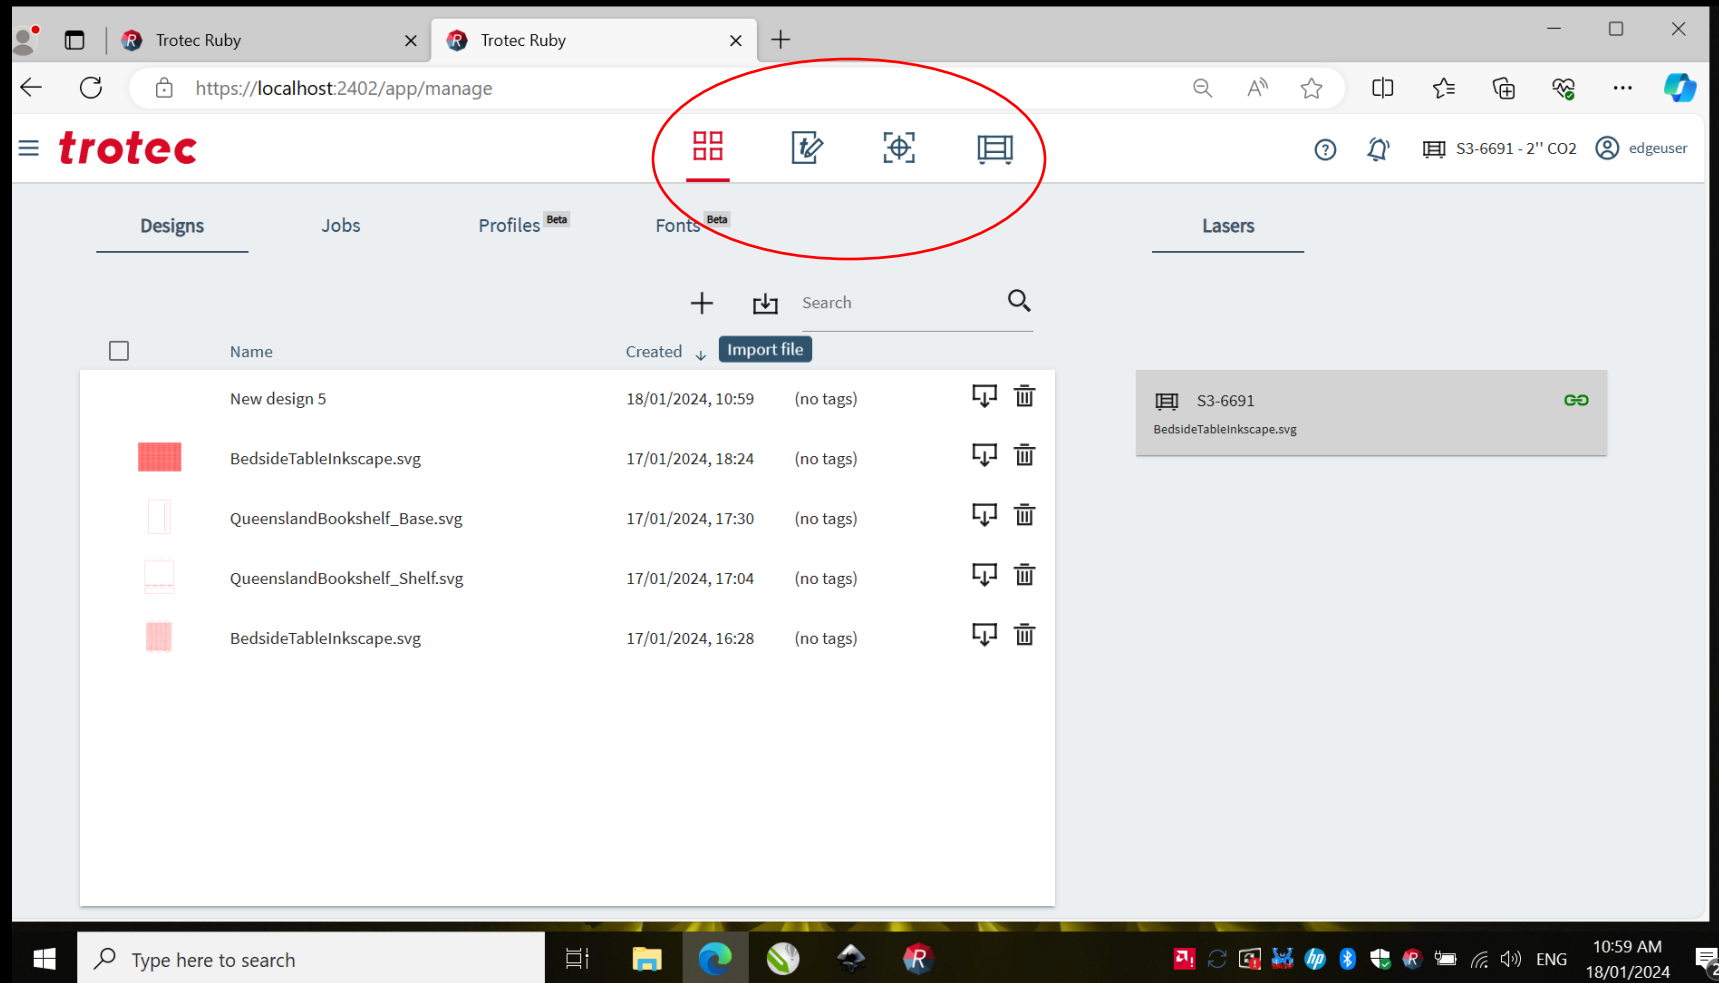 Trotec Ruby
Trotec Ruby
https://localhost:2402/app/manage
trotec
S3-6691 - 2'' CO2
edgeuser
Designs
Jobs
Profiles Beta
Fonts Beta
Lasers
Search
Name
Created
Import file
New design 5 18/01/2024, 10:59 (no tags)
BedsideTableInkscape.svg 17/01/2024, 18:24 (no tags)
QueenslandBookshelf_Base.svg 17/01/2024, 17:30 (no tags)
QueenslandBookshelf_Shelf.svg 17/01/2024, 17:04 (no tags)
BedsideTableInkscape.svg 17/01/2024, 16:28 (no tags)
S3-6691
BedsideTableInkscape.svg
Type here to search
ENG
10:59 AM
18/01/2024
2